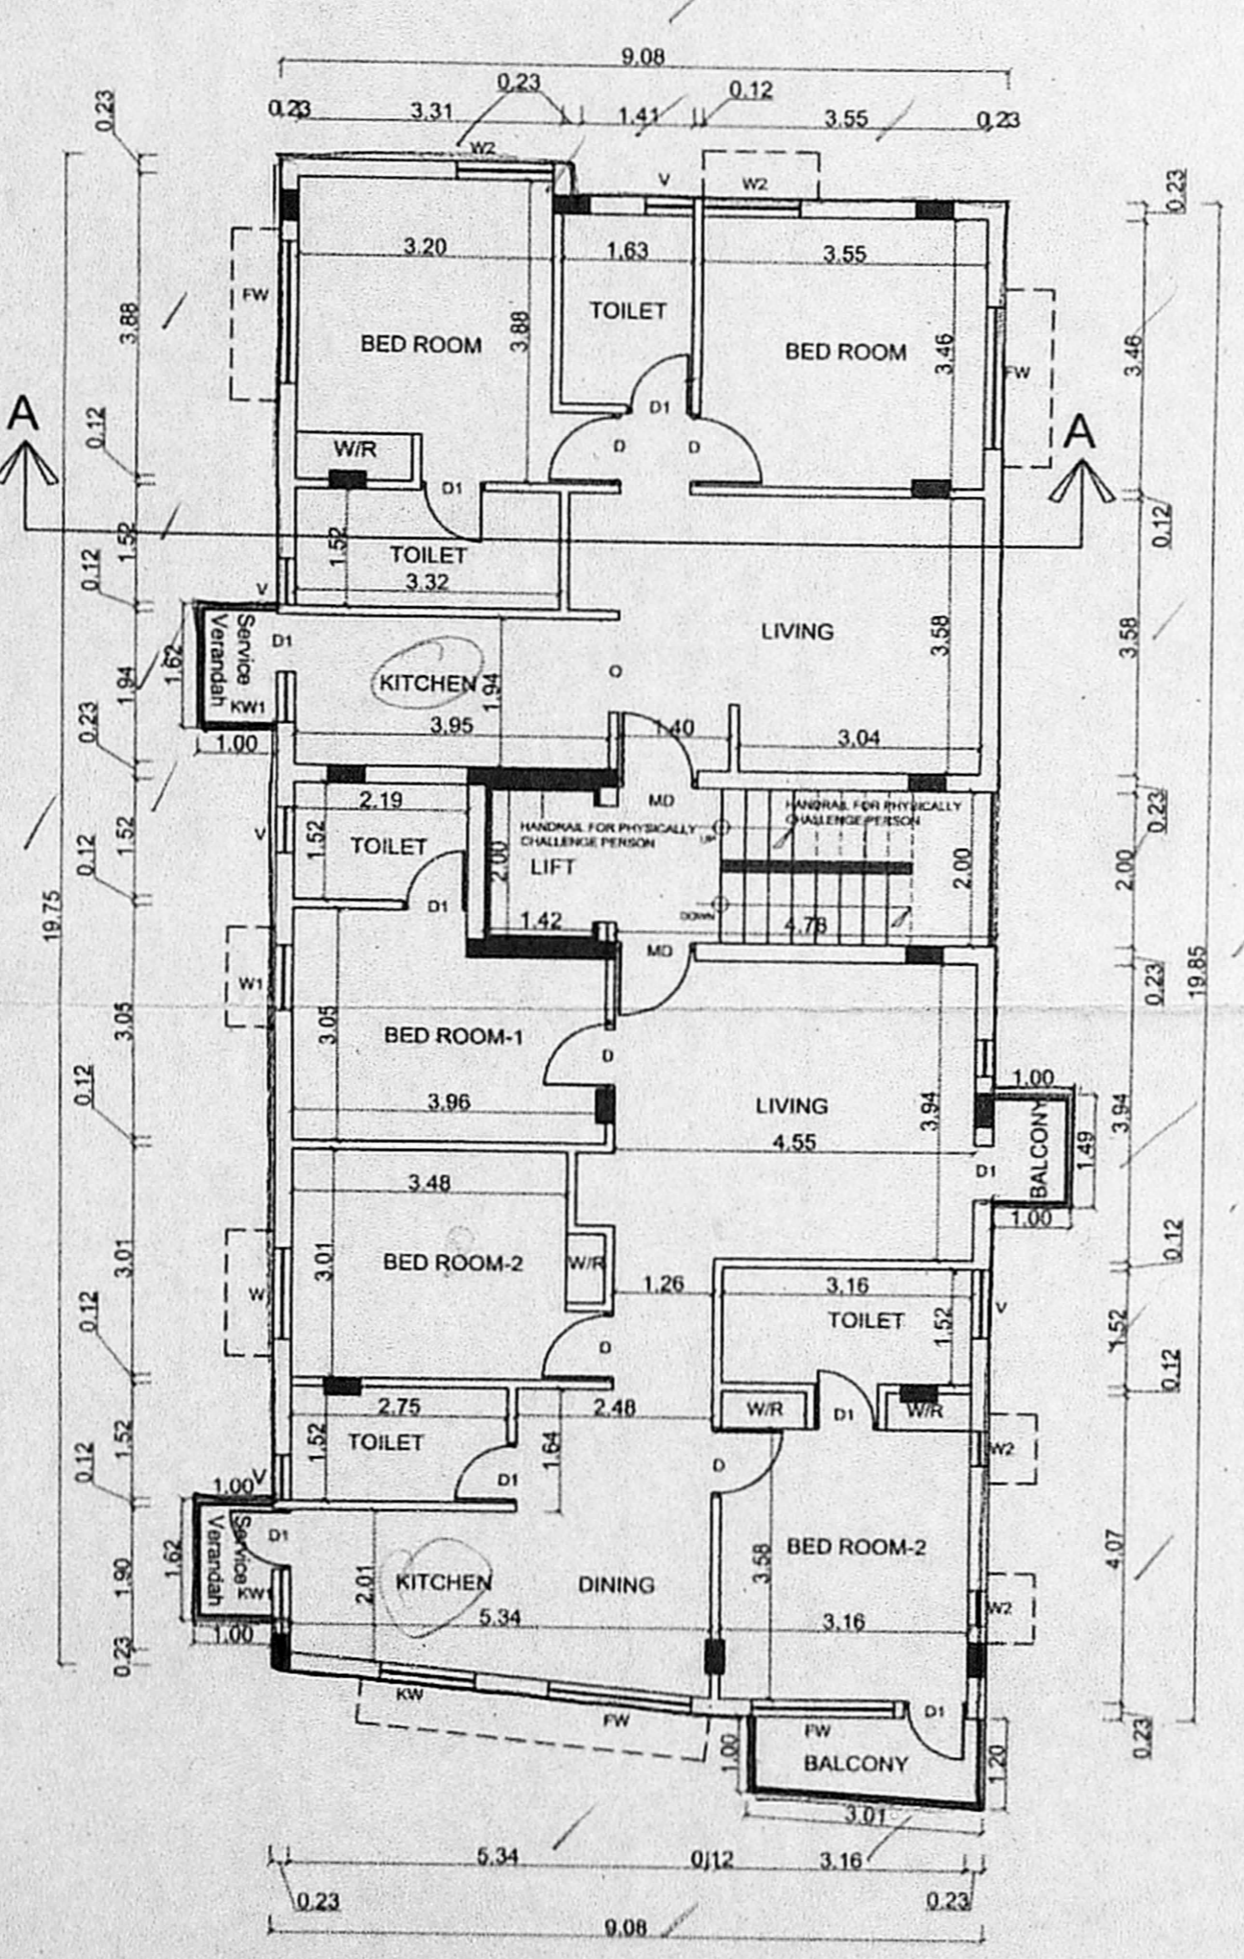 9.08
0.23
0.12
0.23
3.31
1.41
3.55
0.23
0.23
W2
V
W2
0.23
3.20
1.63
3.55
FW
TOILET
3.88
BED ROOM
3.88
BED ROOM
3.46
3.46
FW
A
A
D1
0.12
W/R
D
D
D1
0.12
1.52
1.52
TOILET
0.12
3.32
V
Service
Verandah
D1
LIVING
3.58
3.58
1.62
1.94
KITCHEN
1.94
O
KW1
0.23
3.95
1.40
3.04
1.00
2.19
MD
HANDRAIL FOR PHYSICALLY
CHALLENGE PERSON
0.23
V
1.52
1.52
TOILET
HANDRAIL FOR PHYSICALLY
CHALLENGE PERSON
UP
0.12
2.00
LIFT
2.00
2.00
D1
1.42
DOWN
4.78
19.75
MD
0.23
19.85
W1
3.05
3.05
BED ROOM-1
D
1.00
0.12
3.96
LIVING
3.94
3.94
4.55
BALCONY
1.49
D1
3.48
1.00
0.12
3.01
3.01
BED ROOM-2
W/R
1.26
3.16
W
V
0.12
TOILET
1.52
1.52
D
0.12
2.75
2.48
W/R
D1
W/R
1.52
1.52
TOILET
1.64
W2
0.12
D
V
D1
1.00
Service
Verandah
D1
1.62
1.90
2.01
KITCHEN
DINING
3.58
BED ROOM-2
4.07
KW1
5.34
3.16
W2
1.00
0.23
KW
FW
FW
D1
1.00
BALCONY
1.20
0.23
3.01
5.34
0.12
3.16
0.23
0.23
9.08